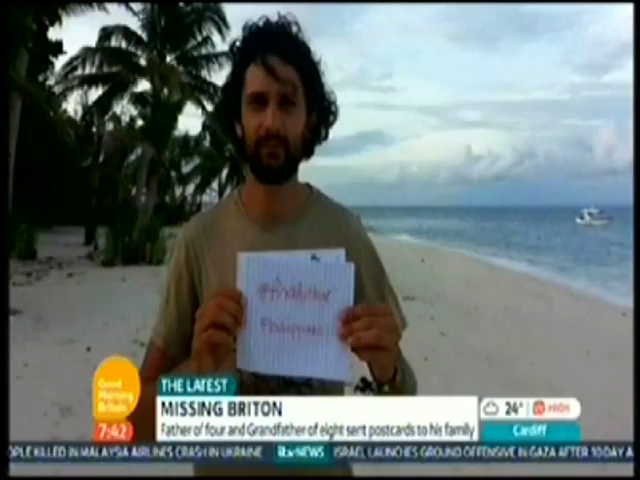 @findArthur
Philippines
Good
Morning
Britain
7:42
THE LATEST
MISSING BRITON
Father of four and Grandfather of eight sent postcards to his family
24°
HIGH
Cardiff
OPLE KILLED IN MALAYSIA AIRLINES CRASH IN UKRAINE
itv NEWS
ISRAEL LAUNCHES GROUND OFFENSIVE IN GAZA AFTER 10 DAY A